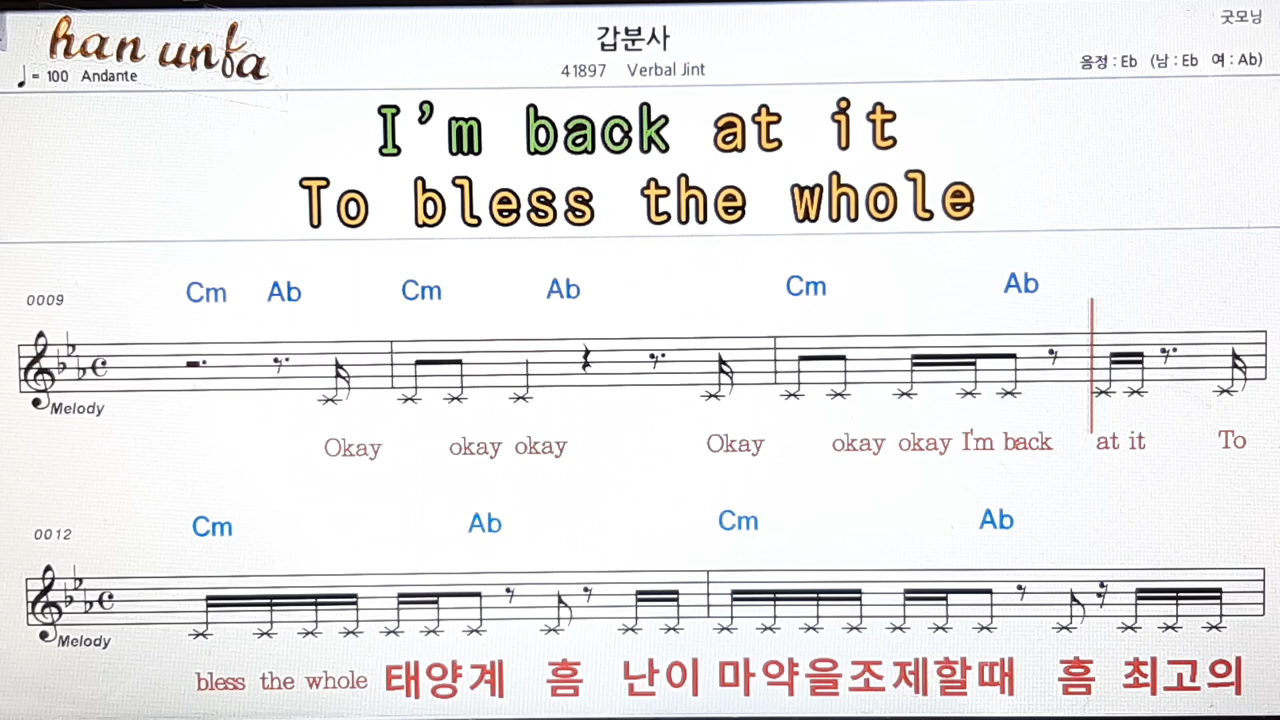 굿모닝
han unfa
갑분사
♩= 100 Andante
41897 Verbal Jint
음정 : Eb (남 : Eb 여 : Ab)
I'm back at it
To bless the whole
Cm Ab Cm Ab Cm Ab
0009
Melody
Okay okay okay Okay okay okay I'm back at it To
Cm Ab Cm Ab
0012
Melody
bless the whole 태양계 흠 난이 마약을조제할때 흠 최고의